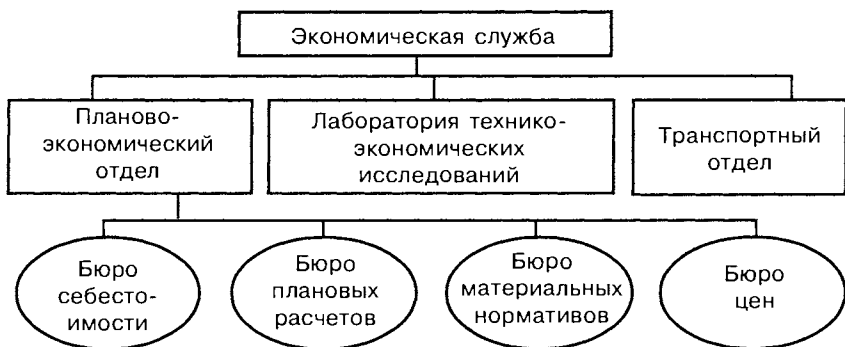 Экономическая служба
Планово-
экономический
отдел
Лаборатория технико-
экономических
исследований
Транспортный
отдел
Бюро
себесто-
имости
Бюро
плановых
расчетов
Бюро
материальных
нормативов
Бюро
цен